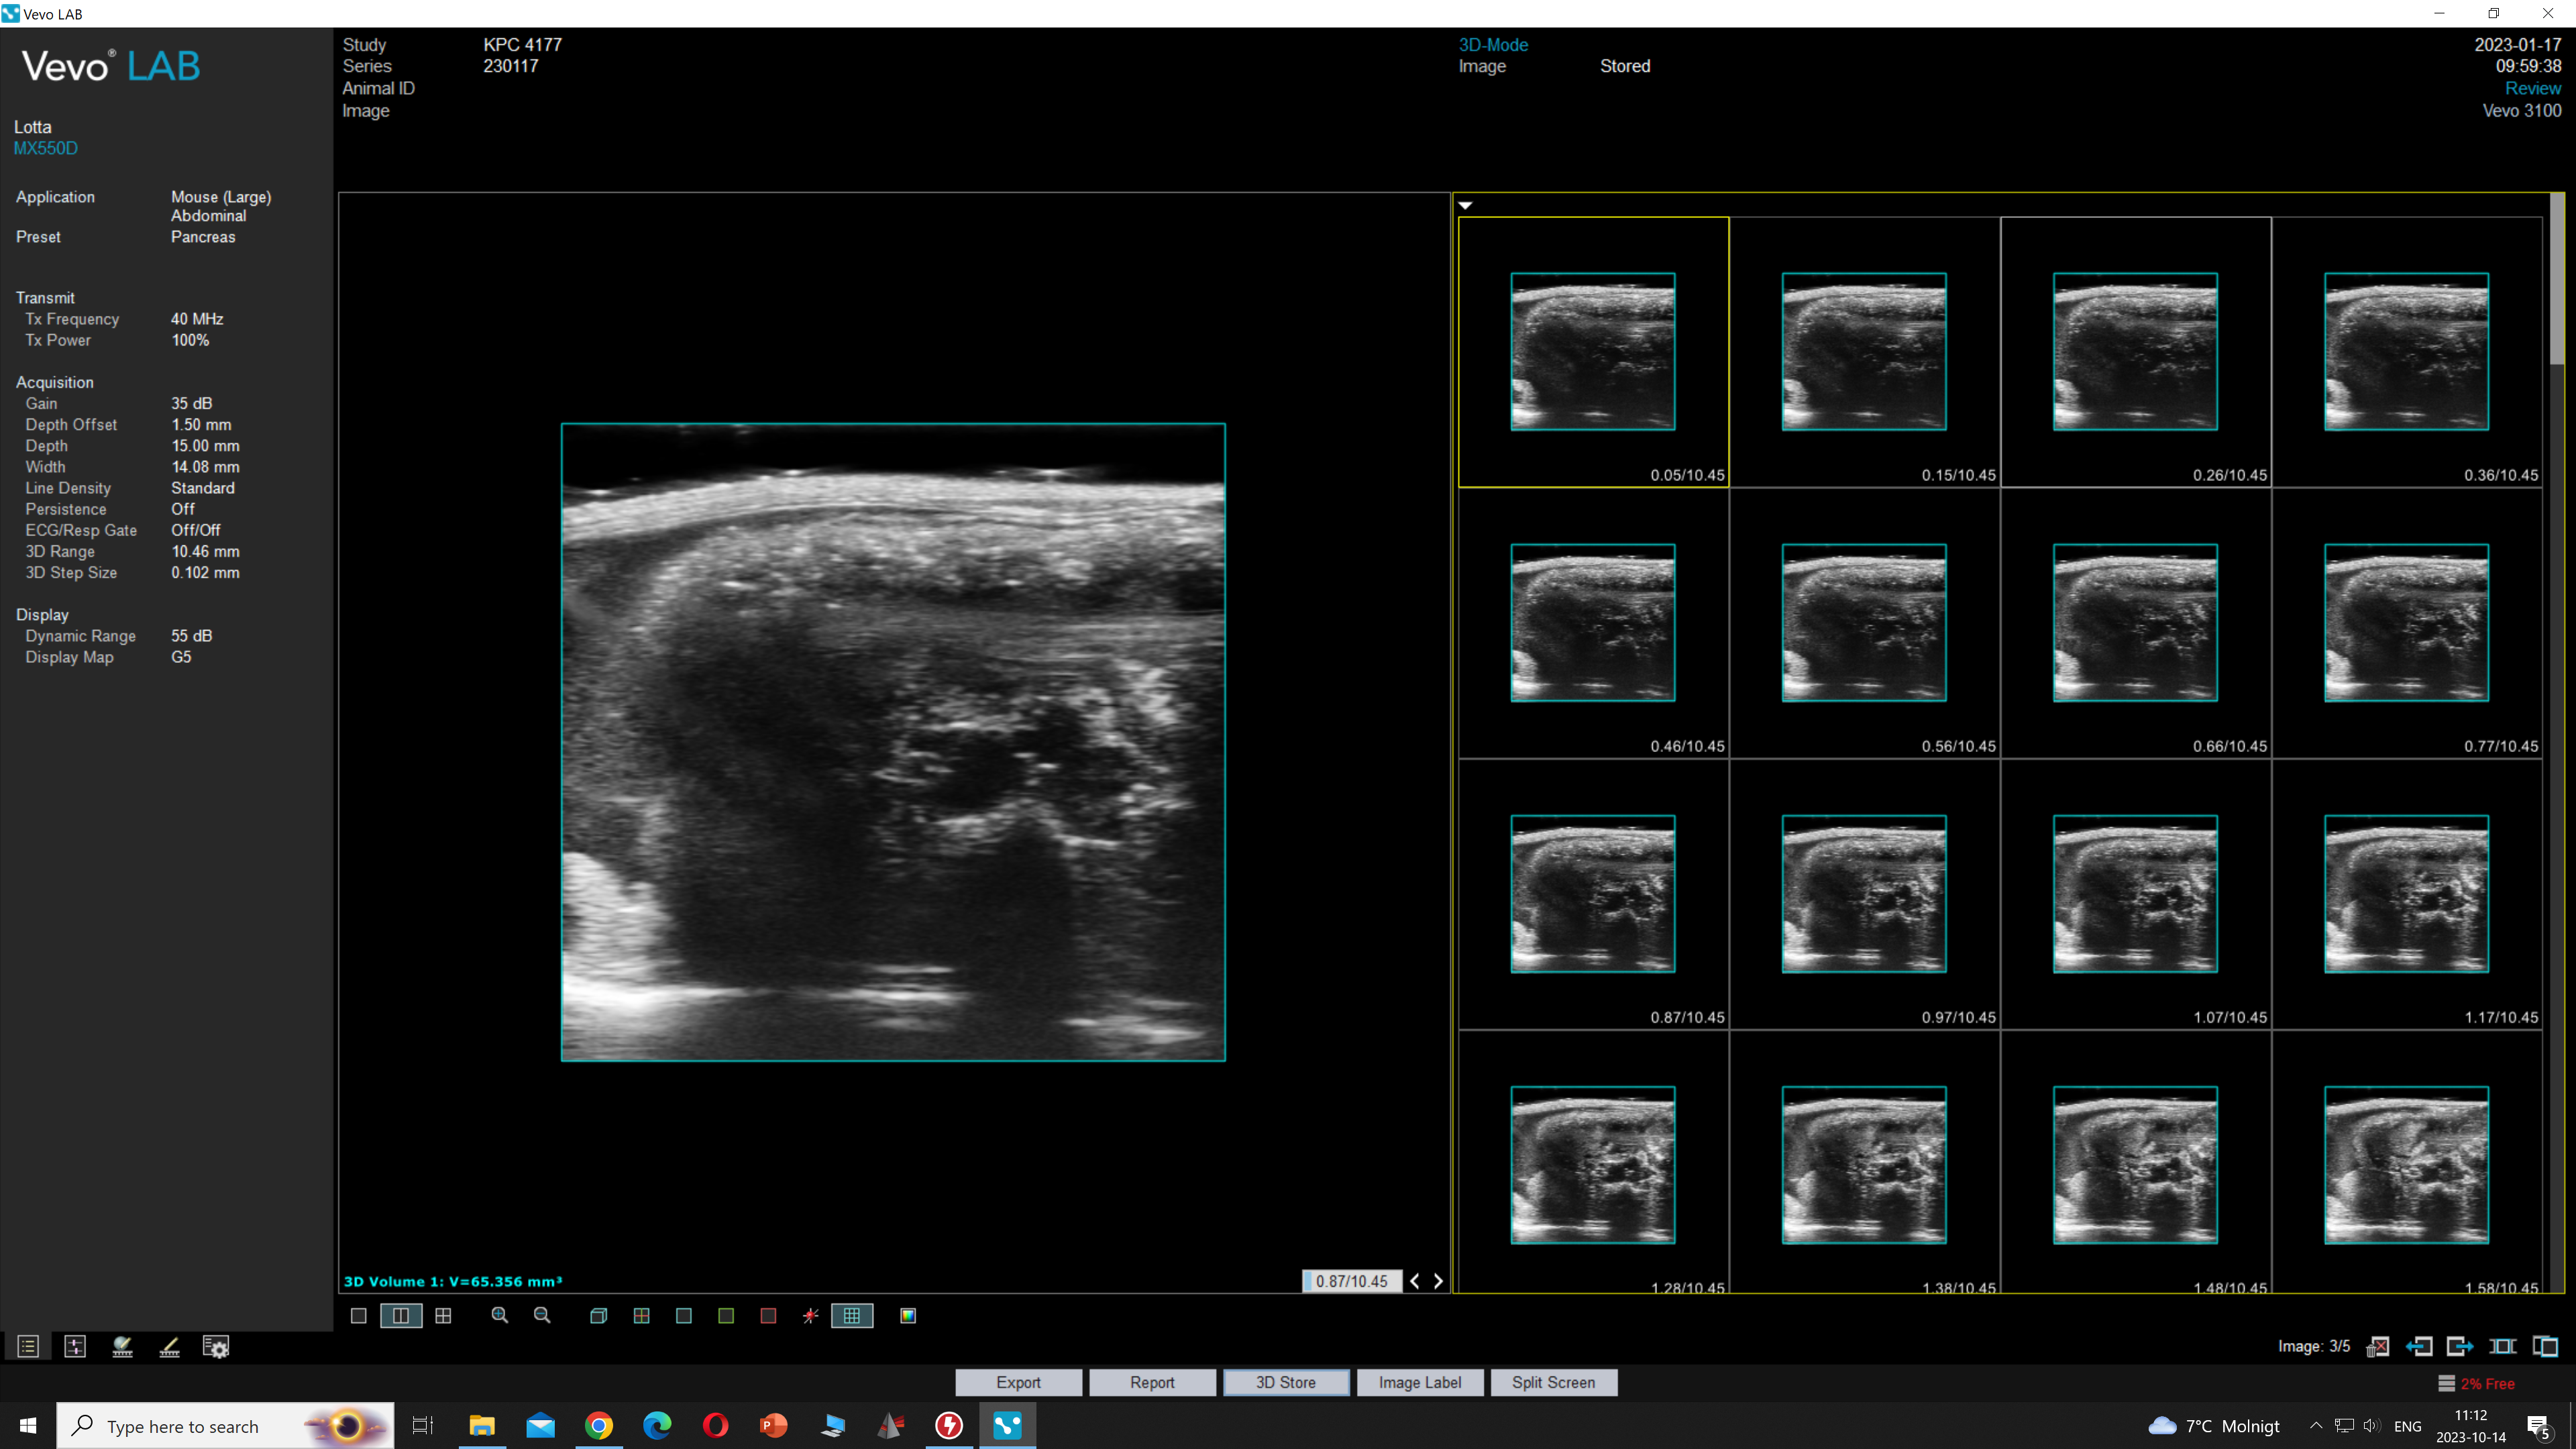 Vevo LAB
Vevo® LAB
Lotta
MX550D
Application Mouse (Large)
Abdominal
Preset Pancreas
Transmit
Tx Frequency 40 MHz
Tx Power 100%
Acquisition
Gain 35 dB
Depth Offset 1.50 mm
Depth 15.00 mm
Width 14.08 mm
Line Density Standard
Persistence Off
ECG/Resp Gate Off/Off
3D Range 10.46 mm
3D Step Size 0.102 mm
Display
Dynamic Range 55 dB
Display Map G5
Study KPC 4177
Series 230117
Animal ID
Image
3D-Mode
Image Stored
2023-01-17
09:59:38
Review
Vevo 3100
0.05/10.45 0.15/10.45 0.26/10.45 0.36/10.45
0.46/10.45 0.56/10.45 0.66/10.45 0.77/10.45
0.87/10.45 0.97/10.45 1.07/10.45 1.17/10.45
1.28/10.45 1.38/10.45 1.48/10.45 1.58/10.45
3D Volume 1: V=65.356 mm³
0.87/10.45
Image: 3/5
Export Report 3D Store Image Label Split Screen
2% Free
Type here to search
P
7°C Molnigt
ENG
11:12
2023-10-14
5